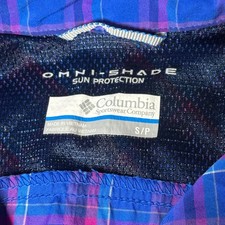 OMNI-SHADE
SUN PROTECTION
Columbia
Sportswear Company
S/P